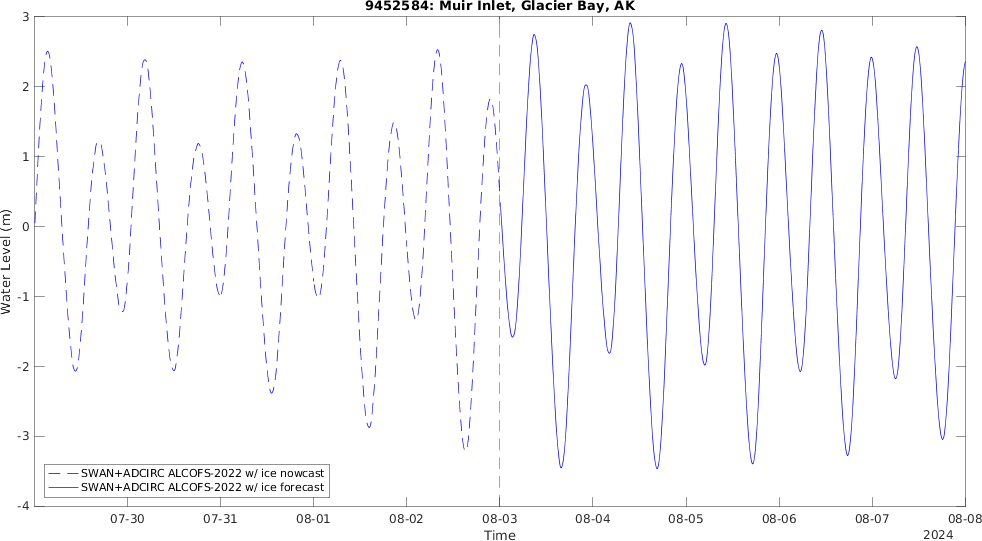 9452584: Muir Inlet, Glacier Bay, AK
3
2
1
0
-1
-2
-3
-4
Water Level (m)
SWAN+ADCIRC ALCOFS-2022 w/ ice nowcast
SWAN+ADCIRC ALCOFS-2022 w/ ice forecast
07-30 07-31 08-01 08-02 08-03 08-04 08-05 08-06 08-07 08-08
Time
2024